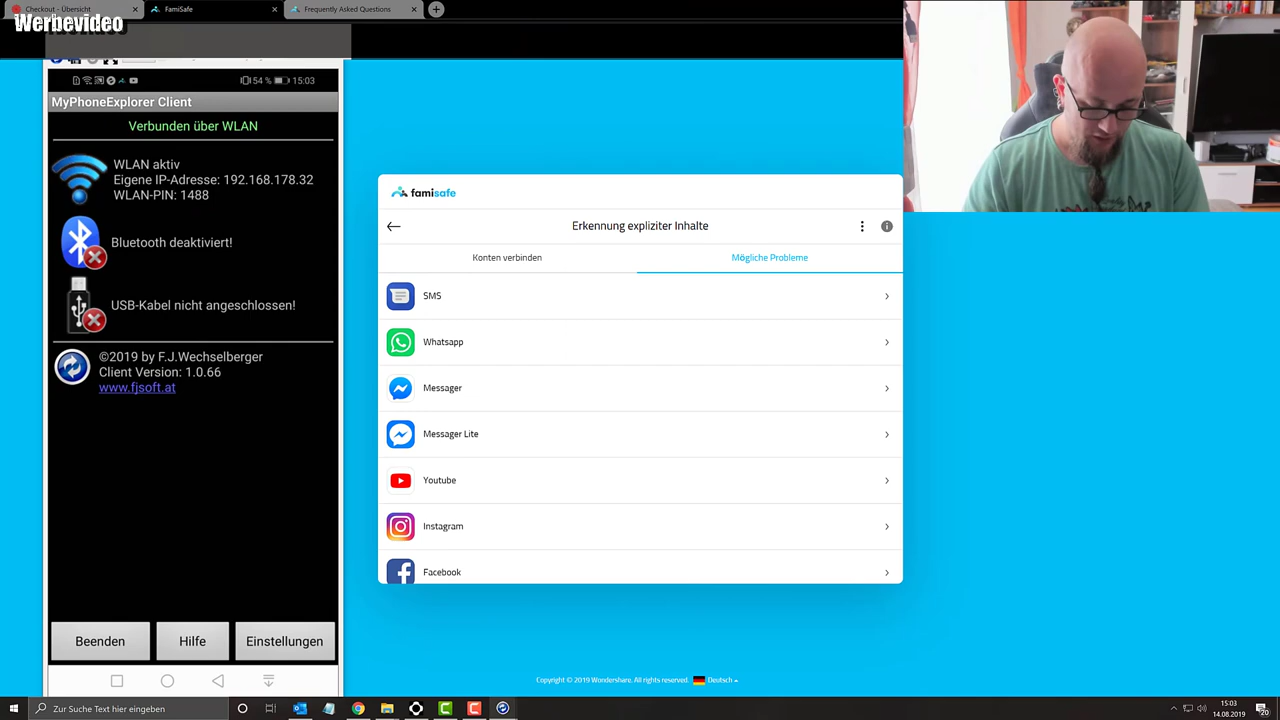 Checkout - Übersicht
FamiSafe
Frequently Asked Questions
Werbevideo
54 %
15:03
MyPhoneExplorer Client
Verbunden über WLAN
WLAN aktiv
Eigene IP-Adresse: 192.168.178.32
WLAN-PIN: 1488
Bluetooth deaktiviert!
USB-Kabel nicht angeschlossen!
©2019 by F.J.Wechselberger
Client Version: 1.0.66
www.fjsoft.at
Beenden
Hilfe
Einstellungen
famisafe
Erkennung expliziter Inhalte
Konten verbinden
Mögliche Probleme
SMS
Whatsapp
Messager
Messager Lite
Youtube
Instagram
Facebook
Copyright © 2019 Wondershare. All rights reserved.
Deutsch
Zur Suche Text hier eingeben
15:03
14.08.2019
20